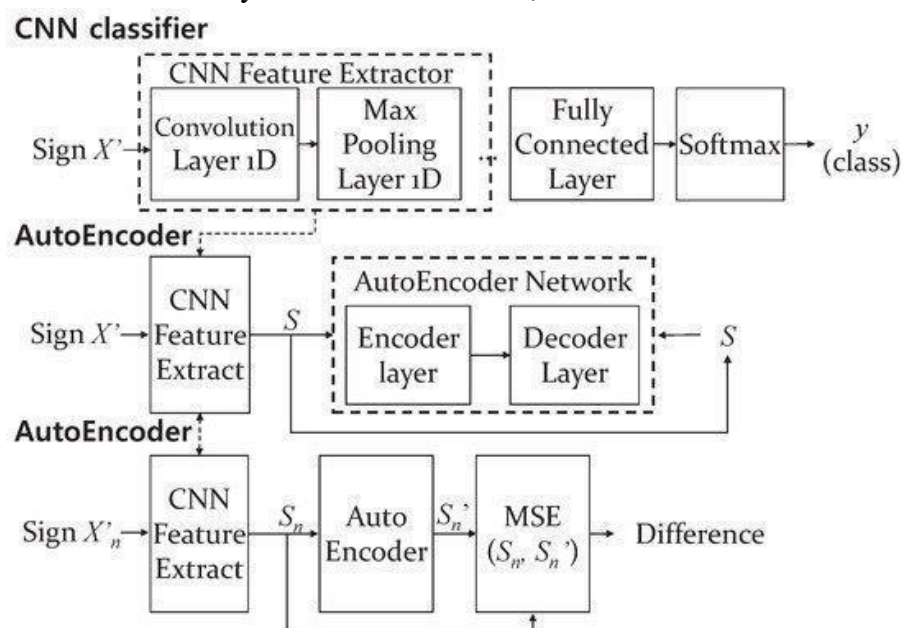 CNN classifier
CNN Feature Extractor
Sign X’
Convolution
Layer 1D
Max
Pooling
Layer 1D
...
Fully
Connected
Layer
Softmax
y
(class)
AutoEncoder
Sign X’
CNN
Feature
Extract
S
AutoEncoder Network
Encoder
layer
Decoder
Layer
S
AutoEncoder
Sign X’n
CNN
Feature
Extract
Sn
Auto
Encoder
Sn’
MSE
(Sn, Sn’)
Difference